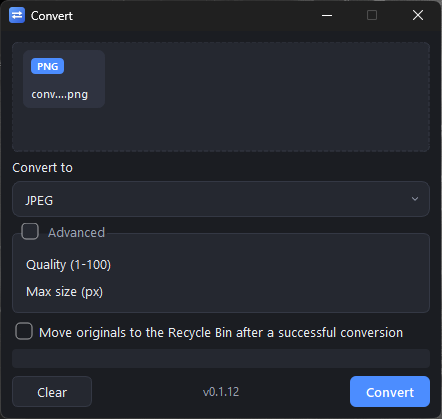 Convert
PNG
conv....png
Convert to
JPEG
Advanced
Quality (1-100)
Max size (px)
Move originals to the Recycle Bin after a successful conversion
Clear
v0.1.12
Convert